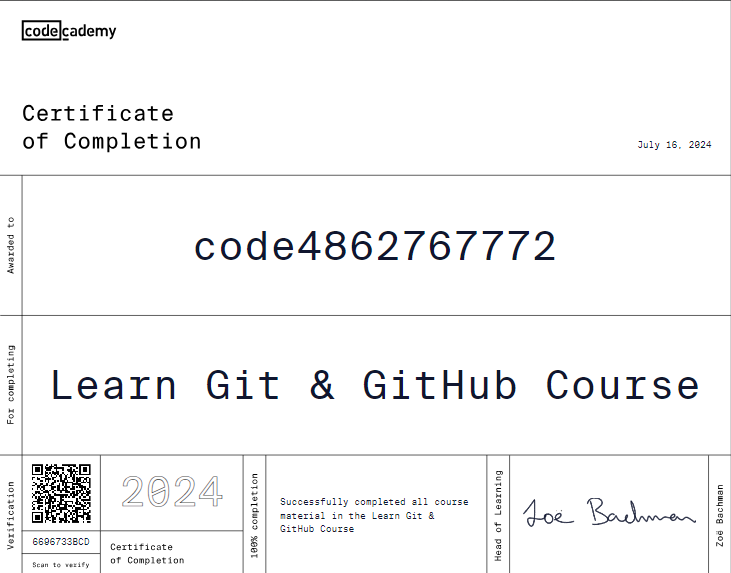 codecademy
Certificate
of Completion
July 16, 2024
Awarded to
code4862767772
For completing
Learn Git & GitHub Course
Verification
6696733BCD
Scan to verify
2024
Certificate
of Completion
100% completion
Successfully completed all course
material in the Learn Git &
GitHub Course
Head of Learning
Zoë Bachman
Zoë Bachman